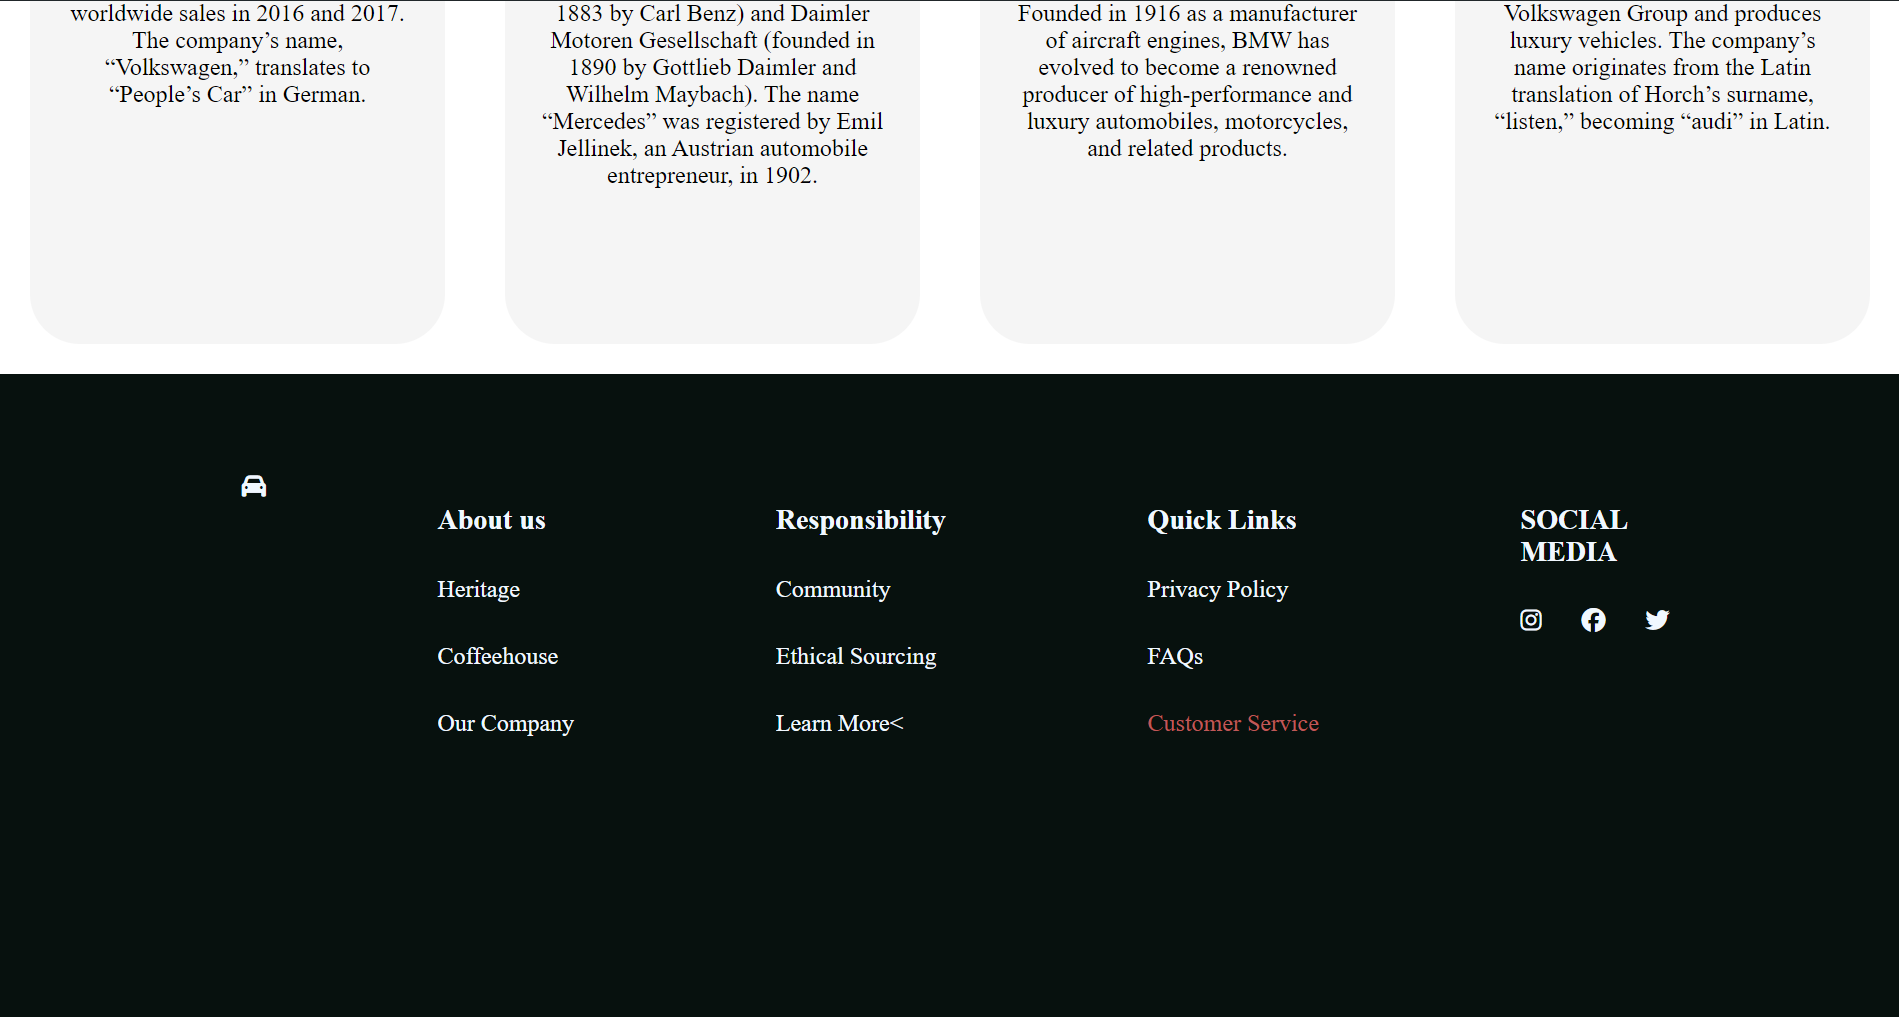 worldwide sales in 2016 and 2017.
The company’s name,
“Volkswagen,” translates to
“People’s Car” in German.
1883 by Carl Benz) and Daimler
Motoren Gesellschaft (founded in
1890 by Gottlieb Daimler and
Wilhelm Maybach). The name
“Mercedes” was registered by Emil
Jellinek, an Austrian automobile
entrepreneur, in 1902.
Founded in 1916 as a manufacturer
of aircraft engines, BMW has
evolved to become a renowned
producer of high-performance and
luxury automobiles, motorcycles,
and related products.
Volkswagen Group and produces
luxury vehicles. The company’s
name originates from the Latin
translation of Horch’s surname,
“listen,” becoming “audi” in Latin.
About us
Heritage
Coffeehouse
Our Company
Responsibility
Community
Ethical Sourcing
Learn More<
Quick Links
Privacy Policy
FAQs
Customer Service
SOCIAL
MEDIA